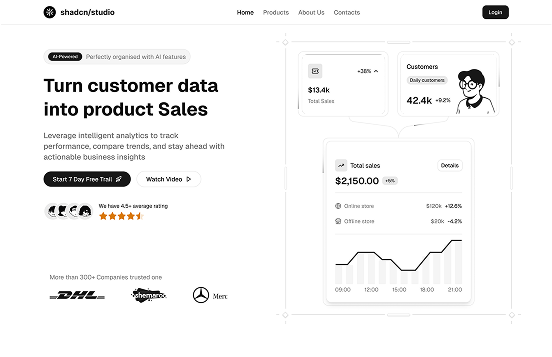 shadcn/studio
Home Products About Us Contacts
Login
AI-Powered Perfectly organised with AI features
Turn customer data
into product Sales
Leverage intelligent analytics to track
performance, compare trends, and stay ahead with
actionable business insights
Start 7 Day Free Trail
Watch Video
We have 4.5+ average rating
More than 300+ Companies trusted one
DHL
shemaroo
Merc
+38%
$13.4k
Total Sales
Customers
Daily customers
42.4k +9.2%
Total sales
Details
$2,150.00 +5%
Online store $120k +12.6%
Offline store $20k -4.2%
09:00 12:00 15:00 18:00 21:00